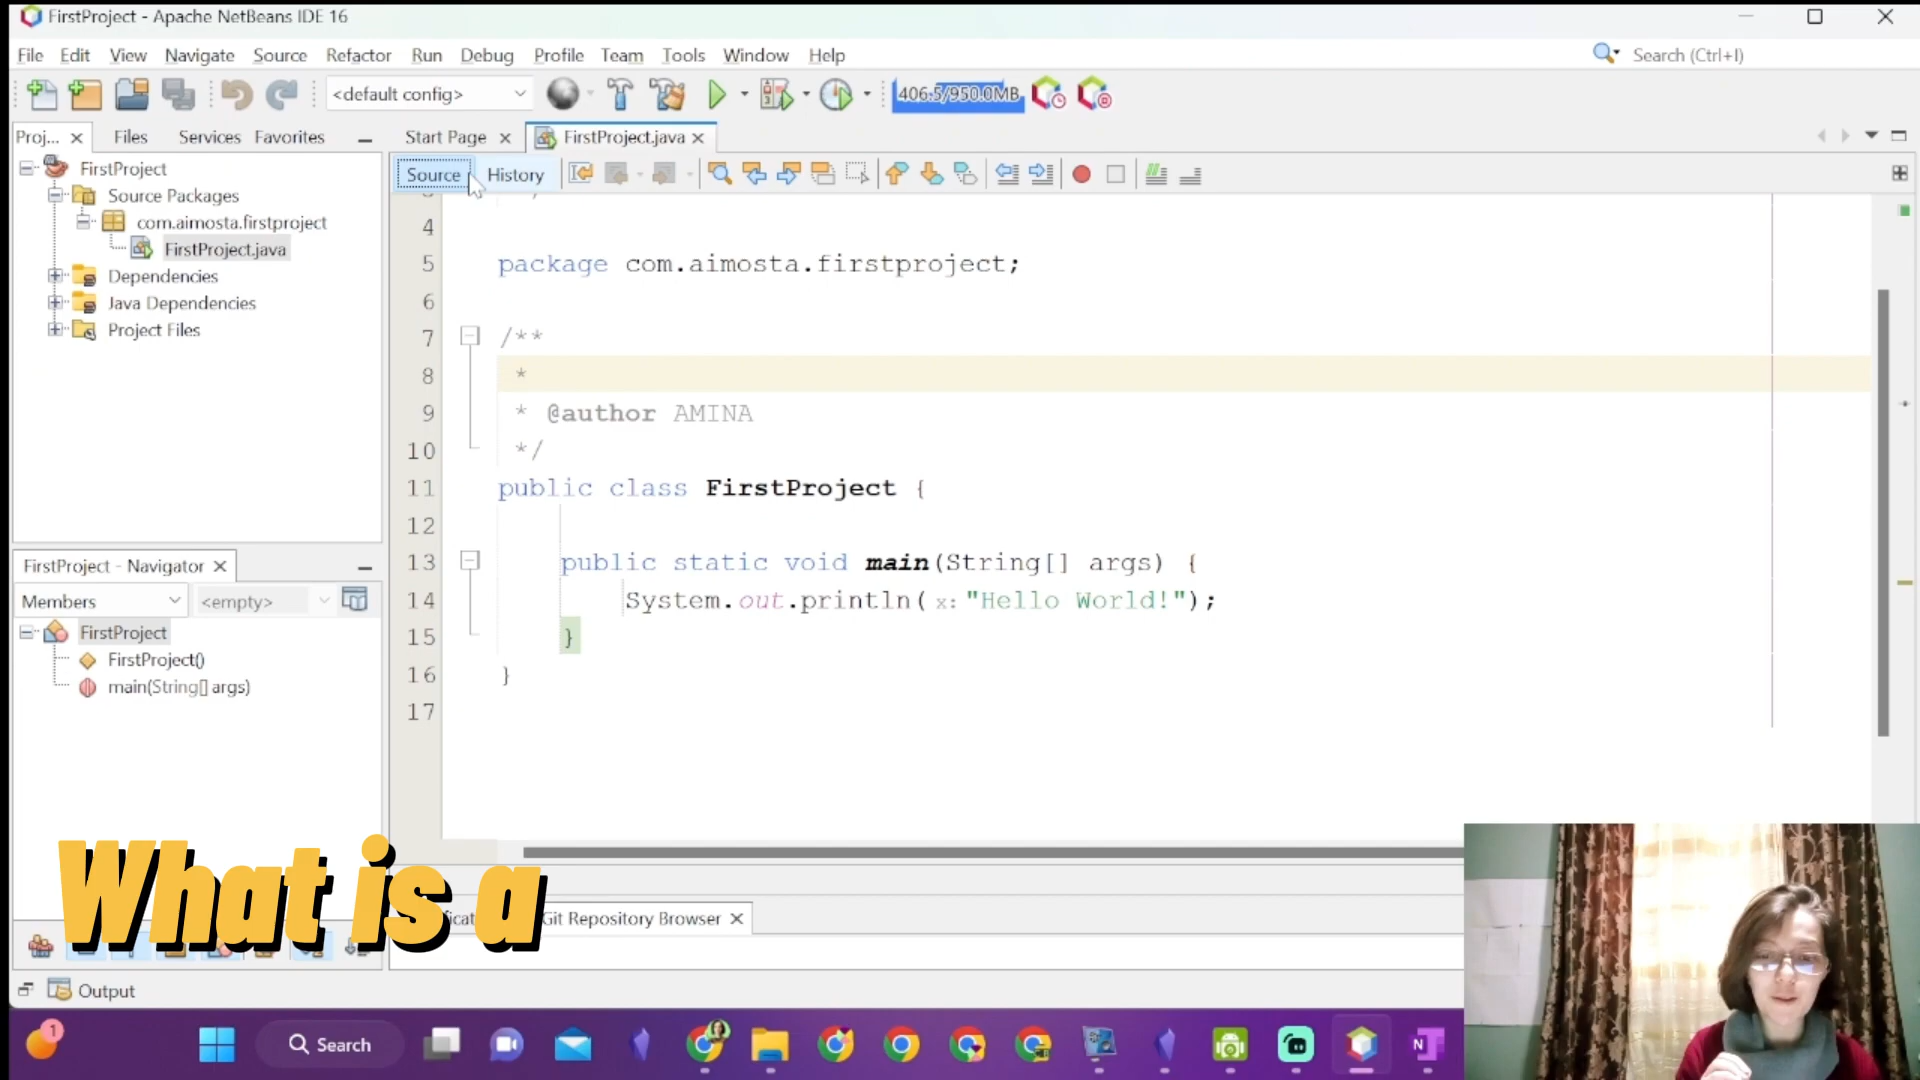 FirstProject - Apache NetBeans IDE 16
File Edit View Navigate Source Refactor Run Debug Profile Team Tools Window Help
Search (Ctrl+I)
<default config>
406.5/950.0MB
Proj... Files Services Favorites
Start Page FirstProject.java
FirstProject
Source Packages
com.aimosta.firstproject
FirstProject.java
Dependencies
Java Dependencies
Project Files
Source History
4
5 package com.aimosta.firstproject;
6
7 /**
8 *
9 * @author AMINA
10 */
11 public class FirstProject {
12
13 public static void main(String[] args) {
14 System.out.println( x: "Hello World!");
15 }
16 }
17
FirstProject - Navigator
Members <empty>
FirstProject
FirstProject()
main(String[] args)
What is a
Git Repository Browser
Output
1
Search
N